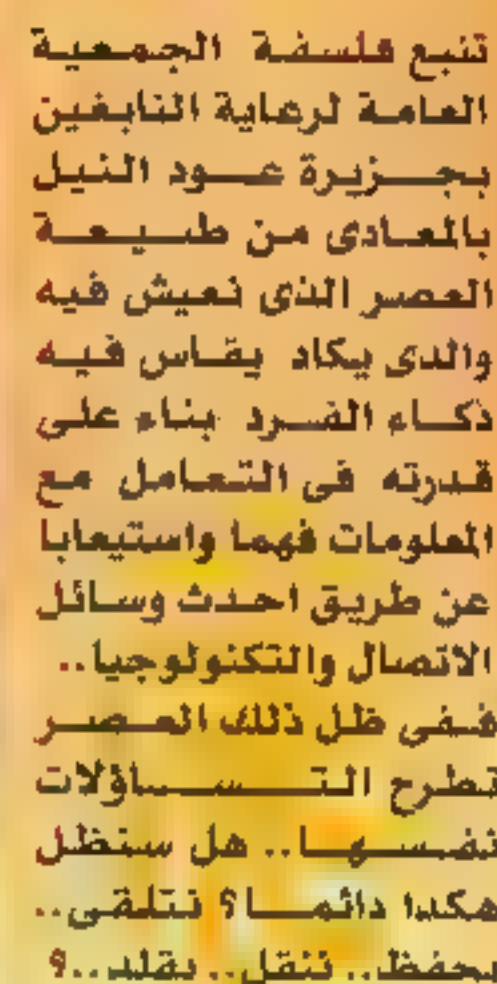 تنبع فلسفة الجمعية
العامة لرعاية النابغين
بجزيرة عود النيل
بالمعادى من طبيعة
العصر الذى نعيش فيه
والذى يكاد يقاس فيه
ذكاء الفرد بناء على
قدرته فى التعامل مع
المعلومات فهما واستيعابا
عن طريق احدث وسائل
الاتصال والتكنولوجيا..
ففى ظل ذلك العصر
تطرح التساؤلات
نفسها.. هل سنظل
هكذا دائما؟ نتلقى..
نحفظ.. ننقل.. نقلد..؟